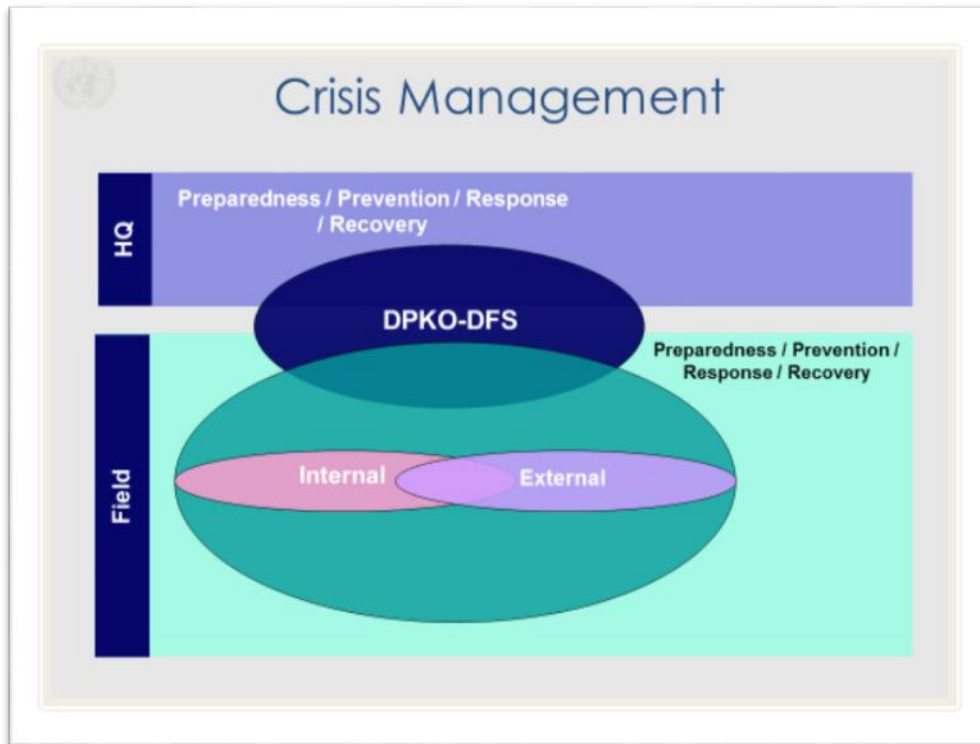 Crisis Management
HQ
Preparedness / Prevention / Response
/ Recovery
DPKO-DFS
Field
Preparedness / Prevention /
Response / Recovery
Internal
External